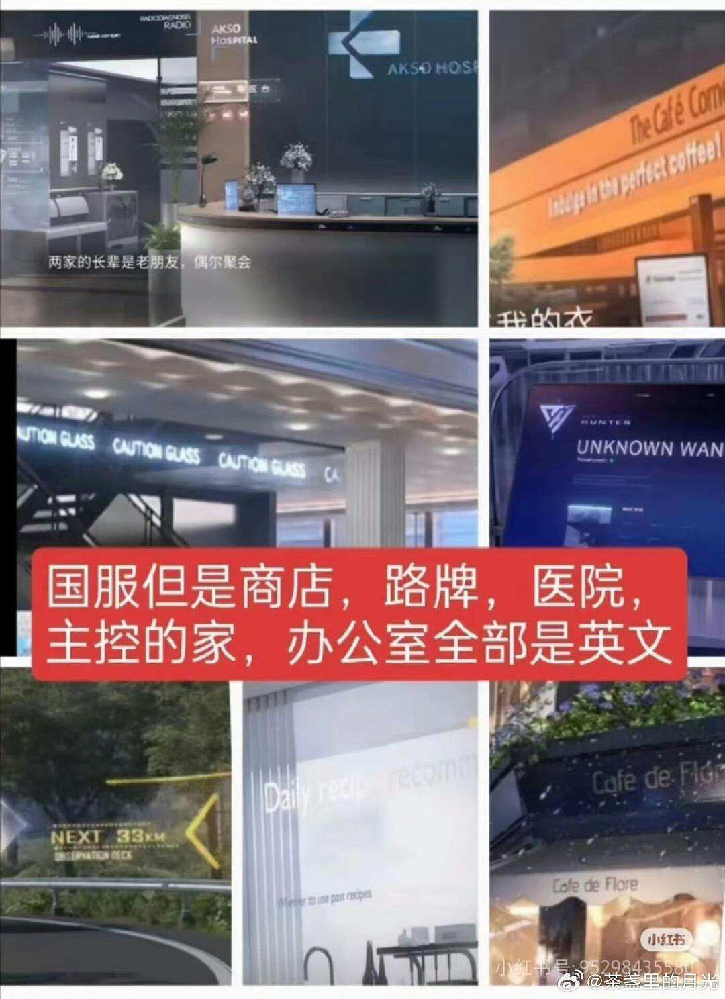 RADIODIAGNOSIS
RADIO
AKSO
HOSPITAL
AKSO HOSP
医台
两家的长辈是老朋友，偶尔聚会
The Café Corn
Indulge in the perfect coffee!
我的衣
AUTION GLASS CAUTION GLASS CAUTION GLASS CA
HUNTER
UNKNOWN WAN
国服但是商店，路牌，医院，
主控的家，办公室全部是英文
NEXT 33KM
OBSERVATION DECK
Daily recip recomm
Whether to use past recipes
Cafe de Flor
Cafe de Flore
小红书
小红书号: 95298435580
@茶盏里的月光